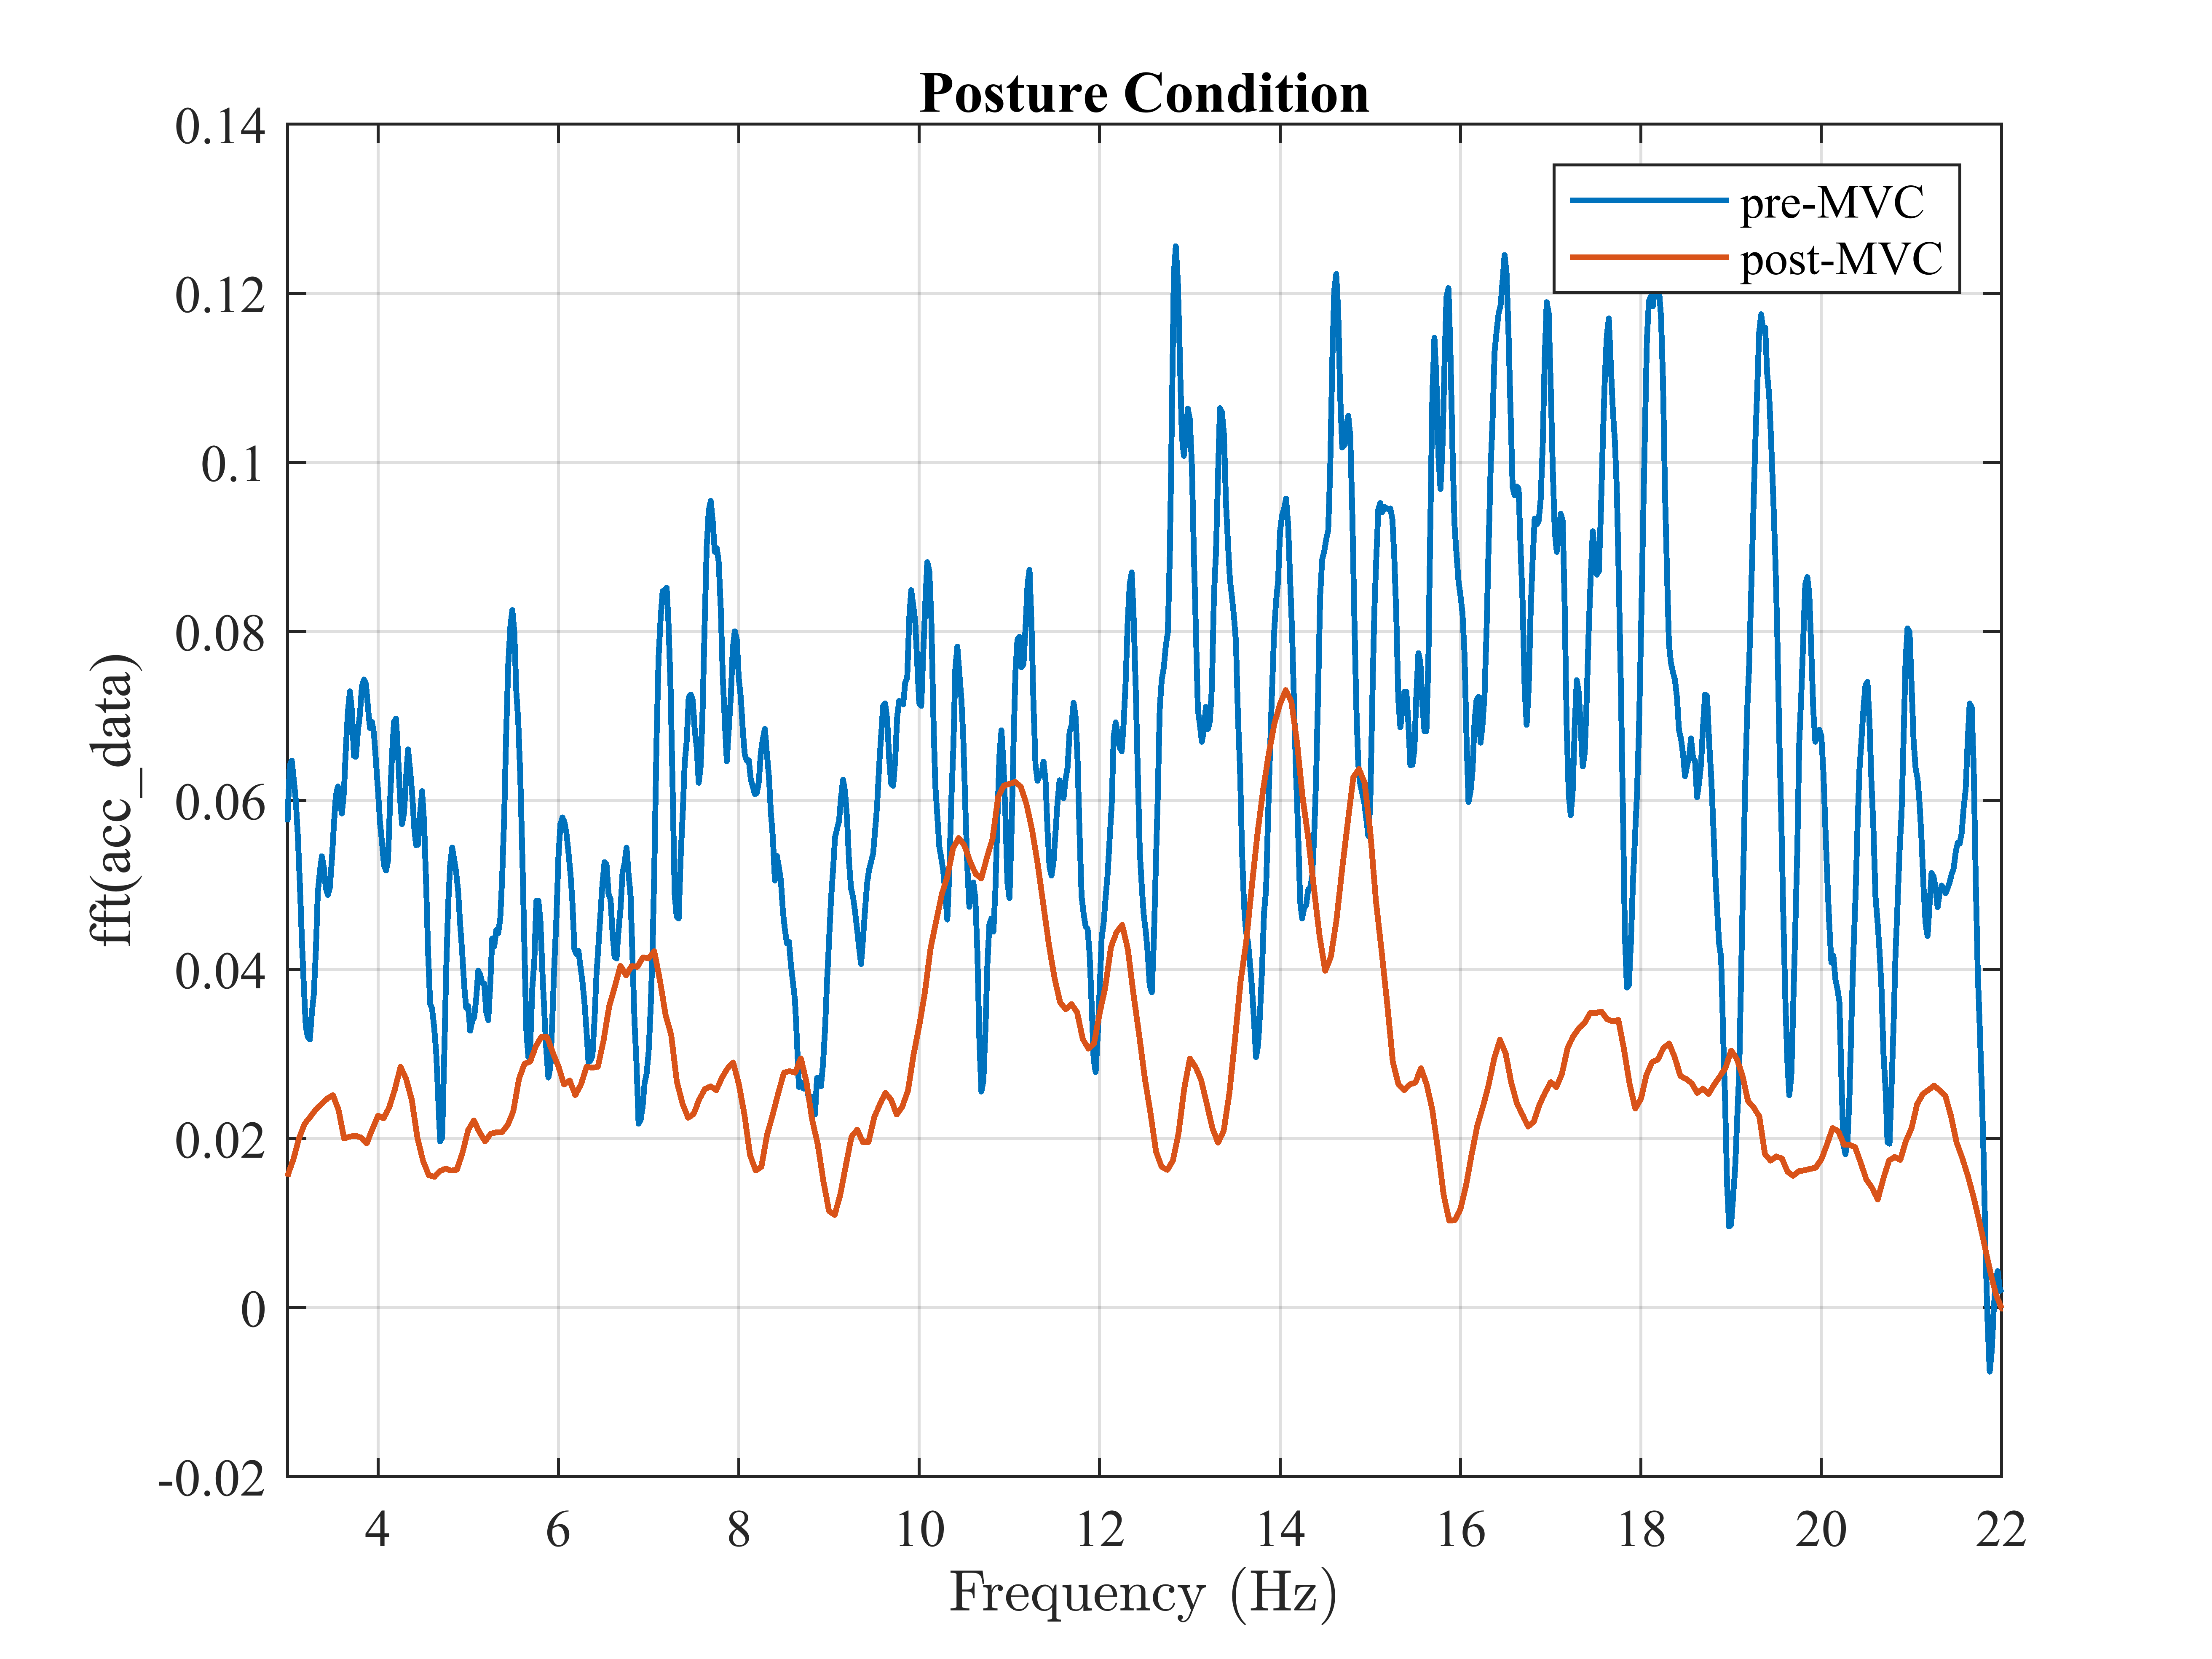 Posture Condition
0.14
0.12
0.1
0.08
0.06
0.04
0.02
0
-0.02
fft(acc_data)
pre-MVC
post-MVC
4 6 8 10 12 14 16 18 20 22
Frequency (Hz)